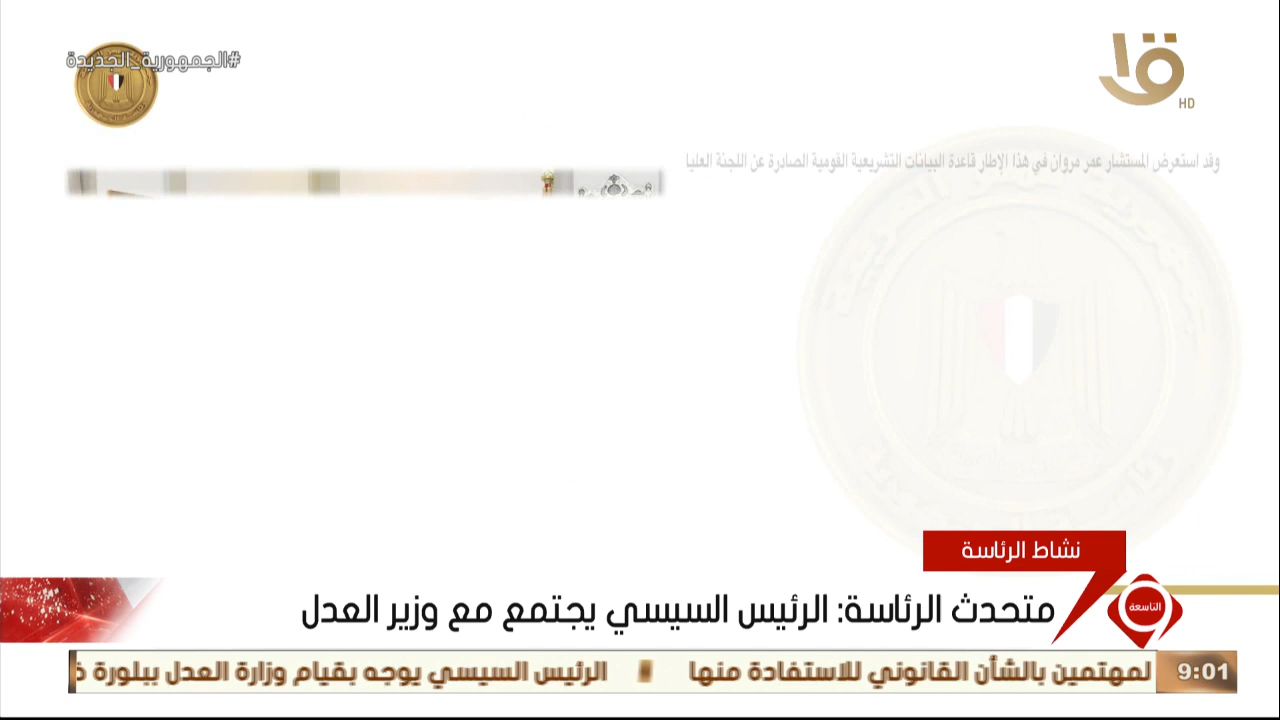 #الجمهورية_الجديدة
HD
وقد استعرض المستشار عمر مروان في هذا الإطار قاعدة البيانات التشريعية القومية الصادرة عن اللجنة العليا
نشاط الرئاسة
التاسعة
متحدث الرئاسة: الرئيس السيسي يجتمع مع وزير العدل
9:01
لمهتمين بالشأن القانوني للاستفادة منها
الرئيس السيسي يوجه بقيام وزارة العدل ببلورة